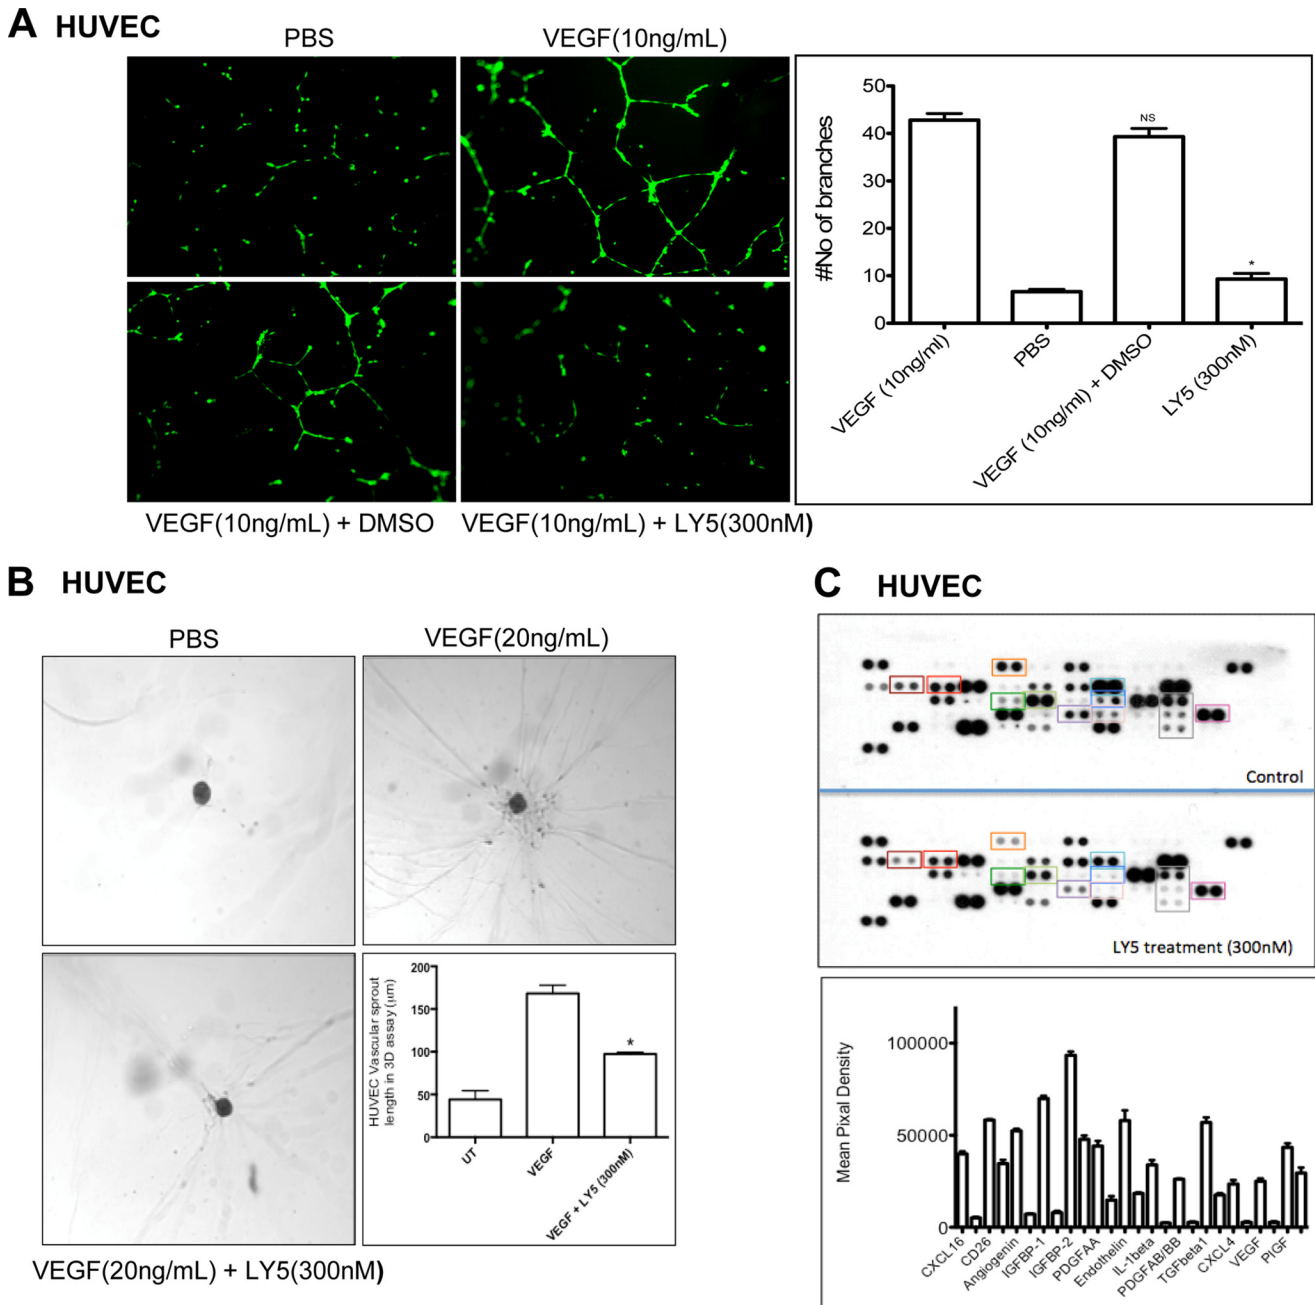 A HUVEC
PBS
VEGF(10ng/mL)
VEGF(10ng/mL) + DMSO
VEGF(10ng/mL) + LY5(300nM)
#No of branches
50
40
30
20
10
0
NS
*
VEGF (10ng/ml)
PBS
VEGF (10ng/ml) + DMSO
LY5 (300nM)
B HUVEC
PBS
VEGF(20ng/mL)
VEGF(20ng/mL) + LY5(300nM)
HUVEC Vascular sprout
length in 3D assay (μm)
200
150
100
50
0
*
UT
VEGF
VEGF + LY5 (300nM)
C HUVEC
Control
LY5 treatment (300nM)
Mean Pixal Density
100000
50000
0
CXCL16
CD26
Angiogenin
IGFBP-1
IGFBP-2
PDGFAA
Endothelin
IL-1beta
PDGFAB/BB
TGFbeta1
CXCL4
VEGF
PIGF